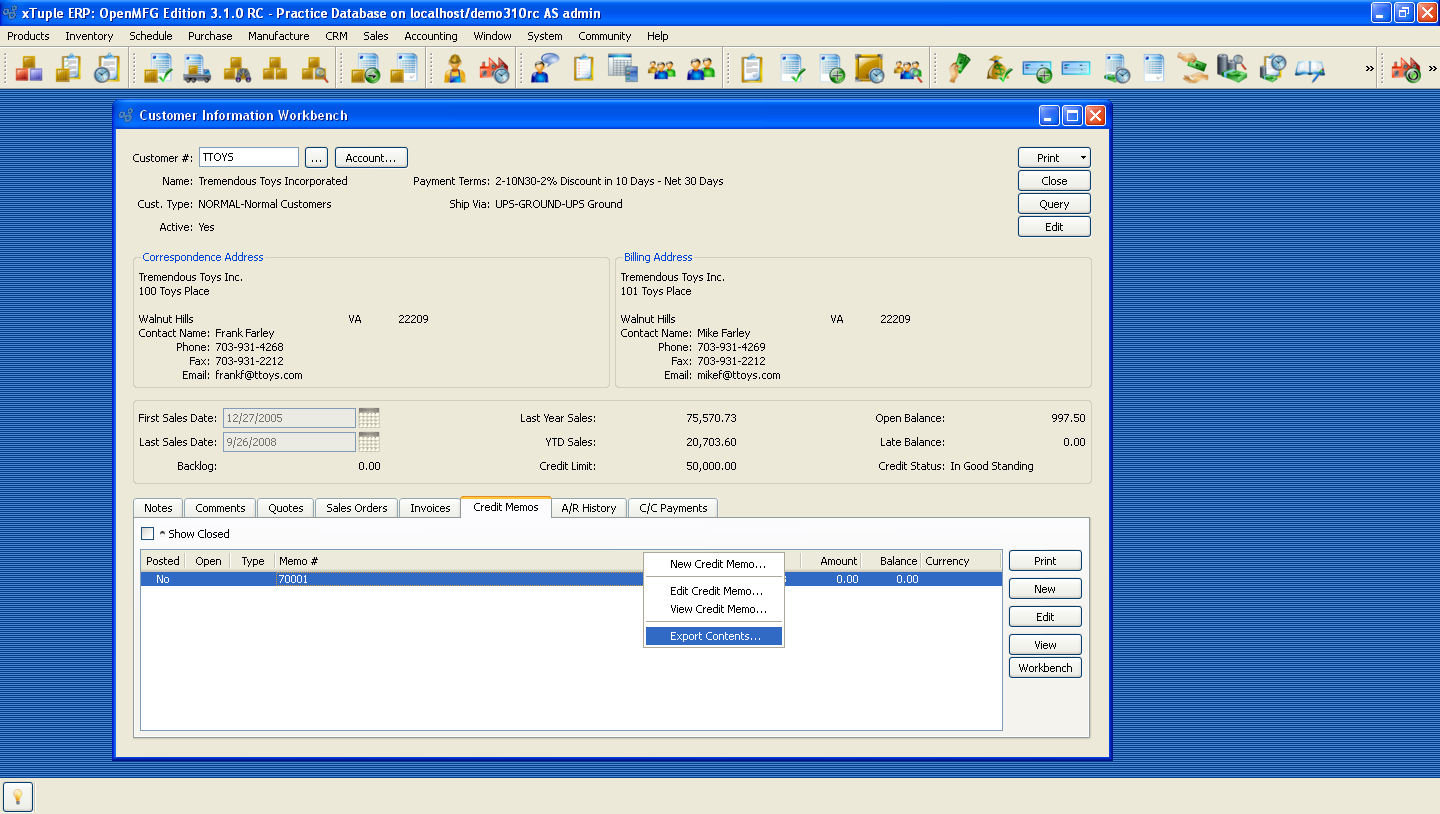 xTuple ERP: OpenMFG Edition 3.1.0 RC - Practice Database on localhost/demo310rc AS admin
Products Inventory Schedule Purchase Manufacture CRM Sales Accounting Window System Community Help
» »
Customer Information Workbench
Customer #: TTOYS ... Account... Print
Name: Tremendous Toys Incorporated Payment Terms: 2-10N30-2% Discount in 10 Days - Net 30 Days Close
Cust. Type: NORMAL-Normal Customers Ship Via: UPS-GROUND-UPS Ground Query
Active: Yes Edit
Correspondence Address
Tremendous Toys Inc.
100 Toys Place
Walnut Hills VA 22209
Contact Name: Frank Farley
Phone: 703-931-4268
Fax: 703-931-2212
Email: frankf@ttoys.com
Billing Address
Tremendous Toys Inc.
101 Toys Place
Walnut Hills VA 22209
Contact Name: Mike Farley
Phone: 703-931-4269
Fax: 703-931-2212
Email: mikef@ttoys.com
First Sales Date: 12/27/2005 Last Year Sales: 75,570.73 Open Balance: 997.50
Last Sales Date: 9/26/2008 YTD Sales: 20,703.60 Late Balance: 0.00
Backlog: 0.00 Credit Limit: 50,000.00 Credit Status: In Good Standing
Notes Comments Quotes Sales Orders Invoices Credit Memos A/R History C/C Payments
^ Show Closed
Posted Open Type Memo # Amount Balance Currency Print
No 70001 0.00 0.00
New Credit Memo...
Edit Credit Memo...
View Credit Memo...
Export Contents...
New
Edit
View
Workbench